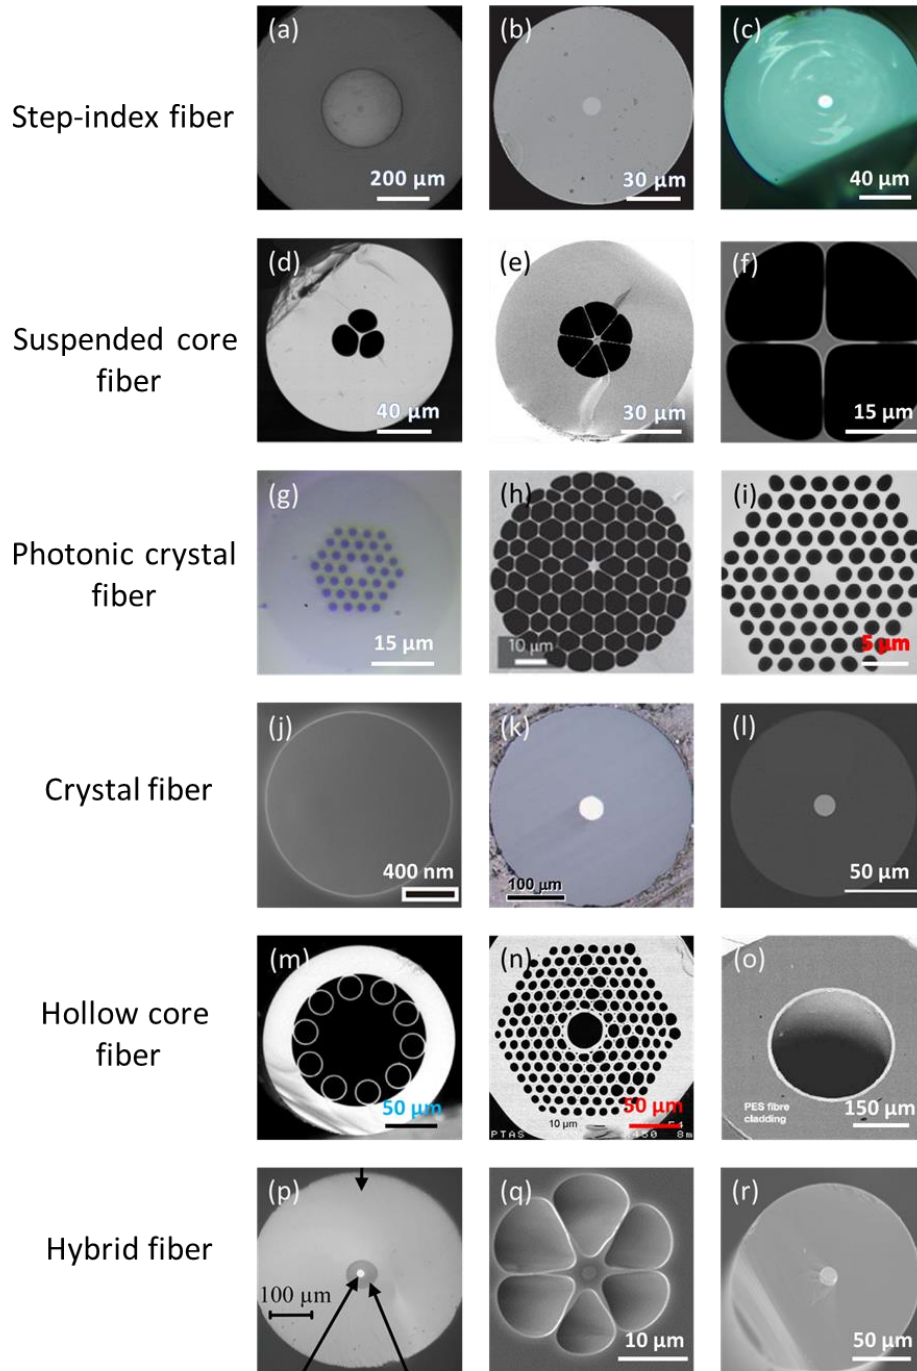 (a)
(b)
(c)
Step-index fiber
200 μm
30 μm
40 μm
(d)
(e)
(f)
Suspended core
fiber
40 μm
30 μm
15 μm
(g)
(h)
(i)
Photonic crystal
fiber
15 μm
10 μm
5 μm
(j)
(k)
(l)
Crystal fiber
400 nm
100 μm
50 μm
(m)
(n)
(o)
Hollow core
fiber
50 μm
50 μm
150 μm
PES fibre
cladding
10 μm
PTAS
450 8m
(p)
(q)
(r)
Hybrid fiber
100 μm
10 μm
50 μm